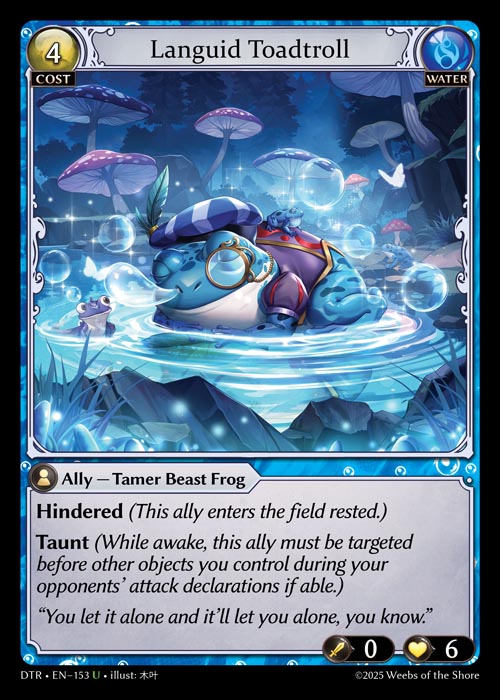 4
Languid Toadtroll
COST
WATER
Ally — Tamer Beast Frog
Hindered (This ally enters the field rested.)
Taunt (While awake, this ally must be targeted
before other objects you control during your
opponents’ attack declarations if able.)
“You let it alone and it’ll let you alone, you know.”
0
6
DTR • EN–153 U • illust: 木叶
©2025 Weebs of the Shore